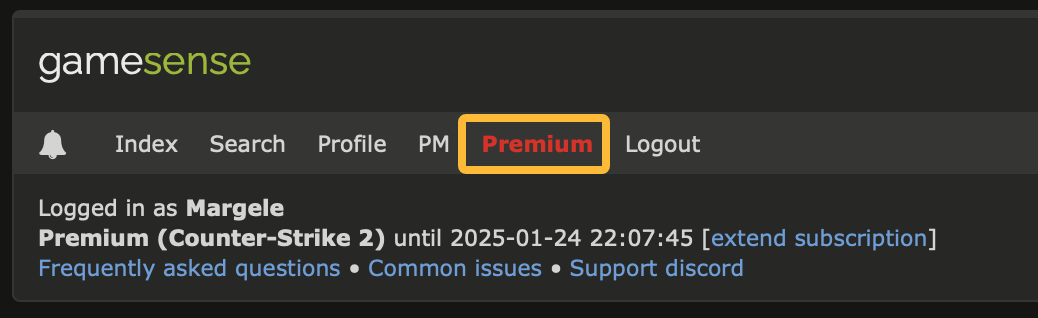 gamesense
Index Search Profile PM Premium Logout
Logged in as Margele
Premium (Counter-Strike 2) until 2025-01-24 22:07:45 [extend subscription]
Frequently asked questions • Common issues • Support discord